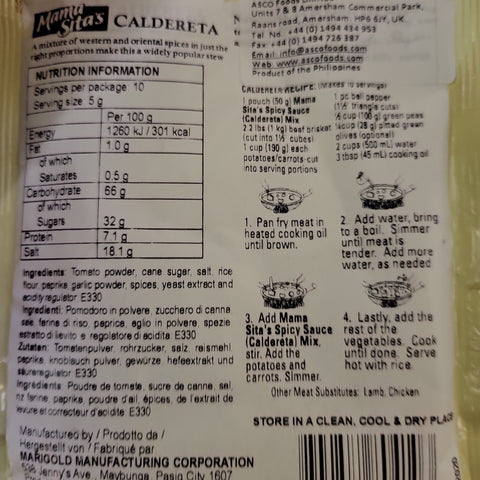 Mama Sita's CALDERETA
A mixture of western and oriental spices in just the
right proportions make this a widely popular stew
NUTRITION INFORMATION
Servings per package 10
Serving size 5 g
Per 100 g
Energy 1260 kJ / 301 kcal
Fat 1.0 g
of which
Saturates 0.5 g
Carbohydrate 66 g
of which
Sugars 32 g
Protein 7.1 g
Salt 18.1 g
Ingredients: Tomato powder, cane sugar, salt, rice
flour, paprika, garlic powder, spices, yeast extract and
acidity regulator E330
Ingredienti: Pomodoro in polvere, zucchero di canna
sale, farina di riso, paprica, aglio in polvere, spezie
estratto di lievito e regolatore di acidita E330
Zutaten: Tomatenpulver, rohrzucker, salz, reismehl
paprika, knoblauch pulver, gewürze, hefeextrakt und
säureregulator E330
Ingrédients: Poudre de tomate, sucre de canne, sel,
riz farine, paprika, poudre d'ail, épices, de l'extrait de
levure et correcteur d'acidité E330
Manufactured by / Prodotto da /
Hergestellt von / Fabriqué par
MARIGOLD MANUFACTURING CORPORATION
Jenny's Ave., Maybunga, Pasig City, 1607
ASCO Foods Limited
Units 7 & 8 Amersham Commercial Park,
Raans road, Amersham. HP6 6JY, UK
Tel No. +44 (0) 1494 434 953
Fax: +44 (0) 1494 726 387
Email: info@ascofoods.com
Web: www.ascofoods.com
Product of the Philippines
CALDERETA RECIPE: (Makes 10 servings)
1 pouch (50 g) Mama
Sita's Spicy Sauce
(Caldereta) Mix
2.2 lbs (1 kg) beef brisket
(cut into 1½ cubes)
1 cup (190 g) each
potatoes/carrots-cut
into serving portions
1 pc bell pepper
(1½ triangle cuts)
cup (100 g) green peas
¼cup (28 g) pitted green
olives (optional)
2 cups (500 mL) water
3 tbsp (45 mL) cooking oil
1. Pan fry meat in
heated cooking oil
until brown.
2. Add water, bring
to a boil. Simmer
until meat is
tender. Add more
water, as needed
3. Add Mama
Sita's Spicy Sauce
(Caldereta) Mix,
stir. Add the
potatoes and
carrots. Simmer.
4. Lastly, add the
rest of the
vegetables. Cook
until done. Serve
hot with rice.
Other Meat Substitutes: Lamb, Chicken
STORE IN A CLEAN, COOL & DRY PLACE